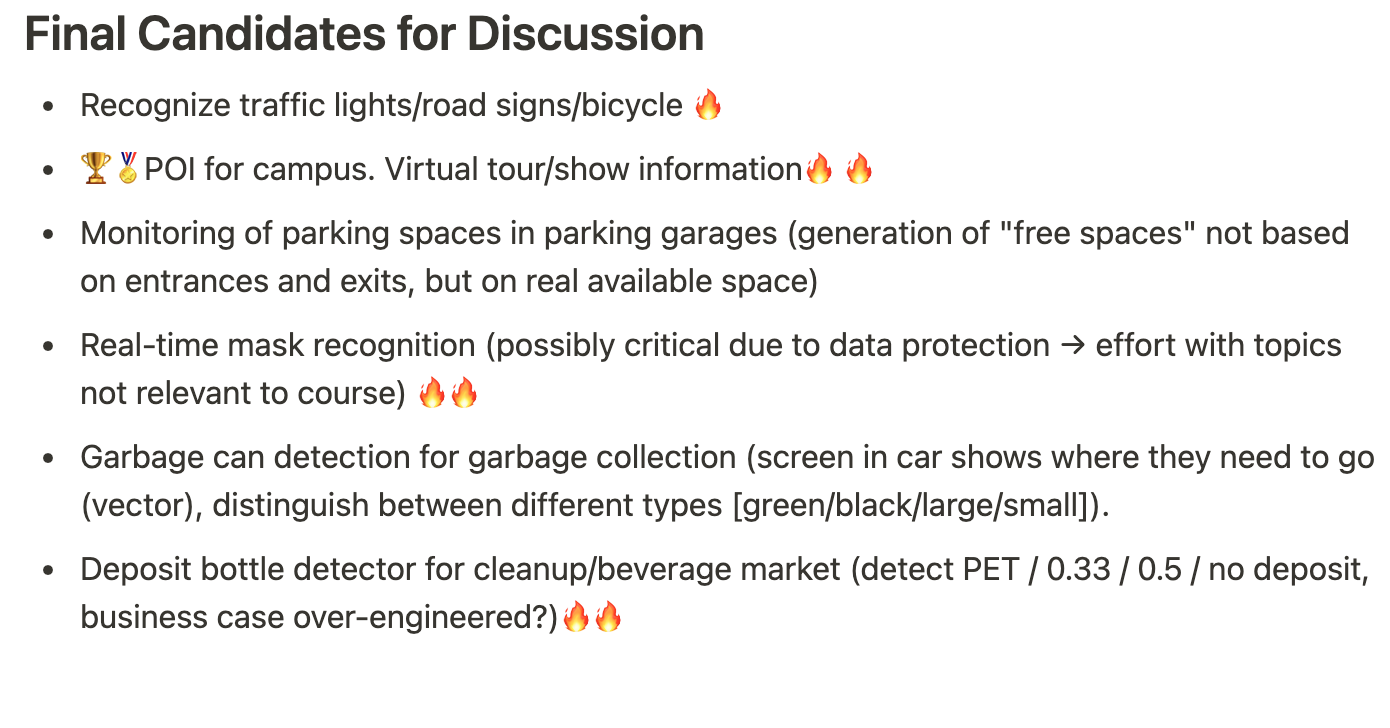 Final Candidates for Discussion
• Recognize traffic lights/road signs/bicycle 🔥
• 🏆🏅POI for campus. Virtual tour/show information🔥 🔥
• Monitoring of parking spaces in parking garages (generation of "free spaces" not based
on entrances and exits, but on real available space)
• Real-time mask recognition (possibly critical due to data protection → effort with topics
not relevant to course) 🔥🔥
• Garbage can detection for garbage collection (screen in car shows where they need to go
(vector), distinguish between different types [green/black/large/small]).
• Deposit bottle detector for cleanup/beverage market (detect PET / 0.33 / 0.5 / no deposit,
business case over-engineered?)🔥🔥